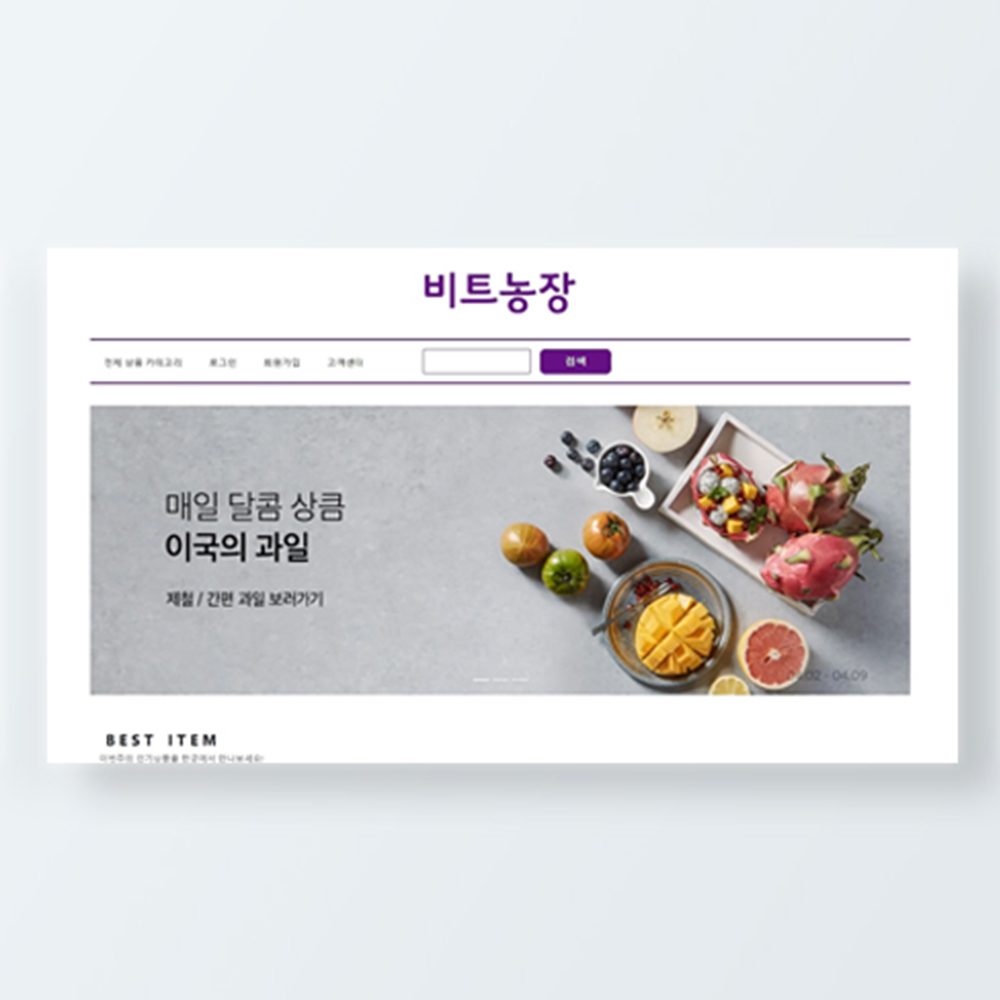 비트농장
전체 상품 카테고리 로그인 회원가입 고객센터 검색
매일 달콤 상큼
이국의 과일
제철 / 간편 과일 보러가기
02 - 04.09
BEST ITEM
이번주의 인기상품을 한곳에서 만나보세요!